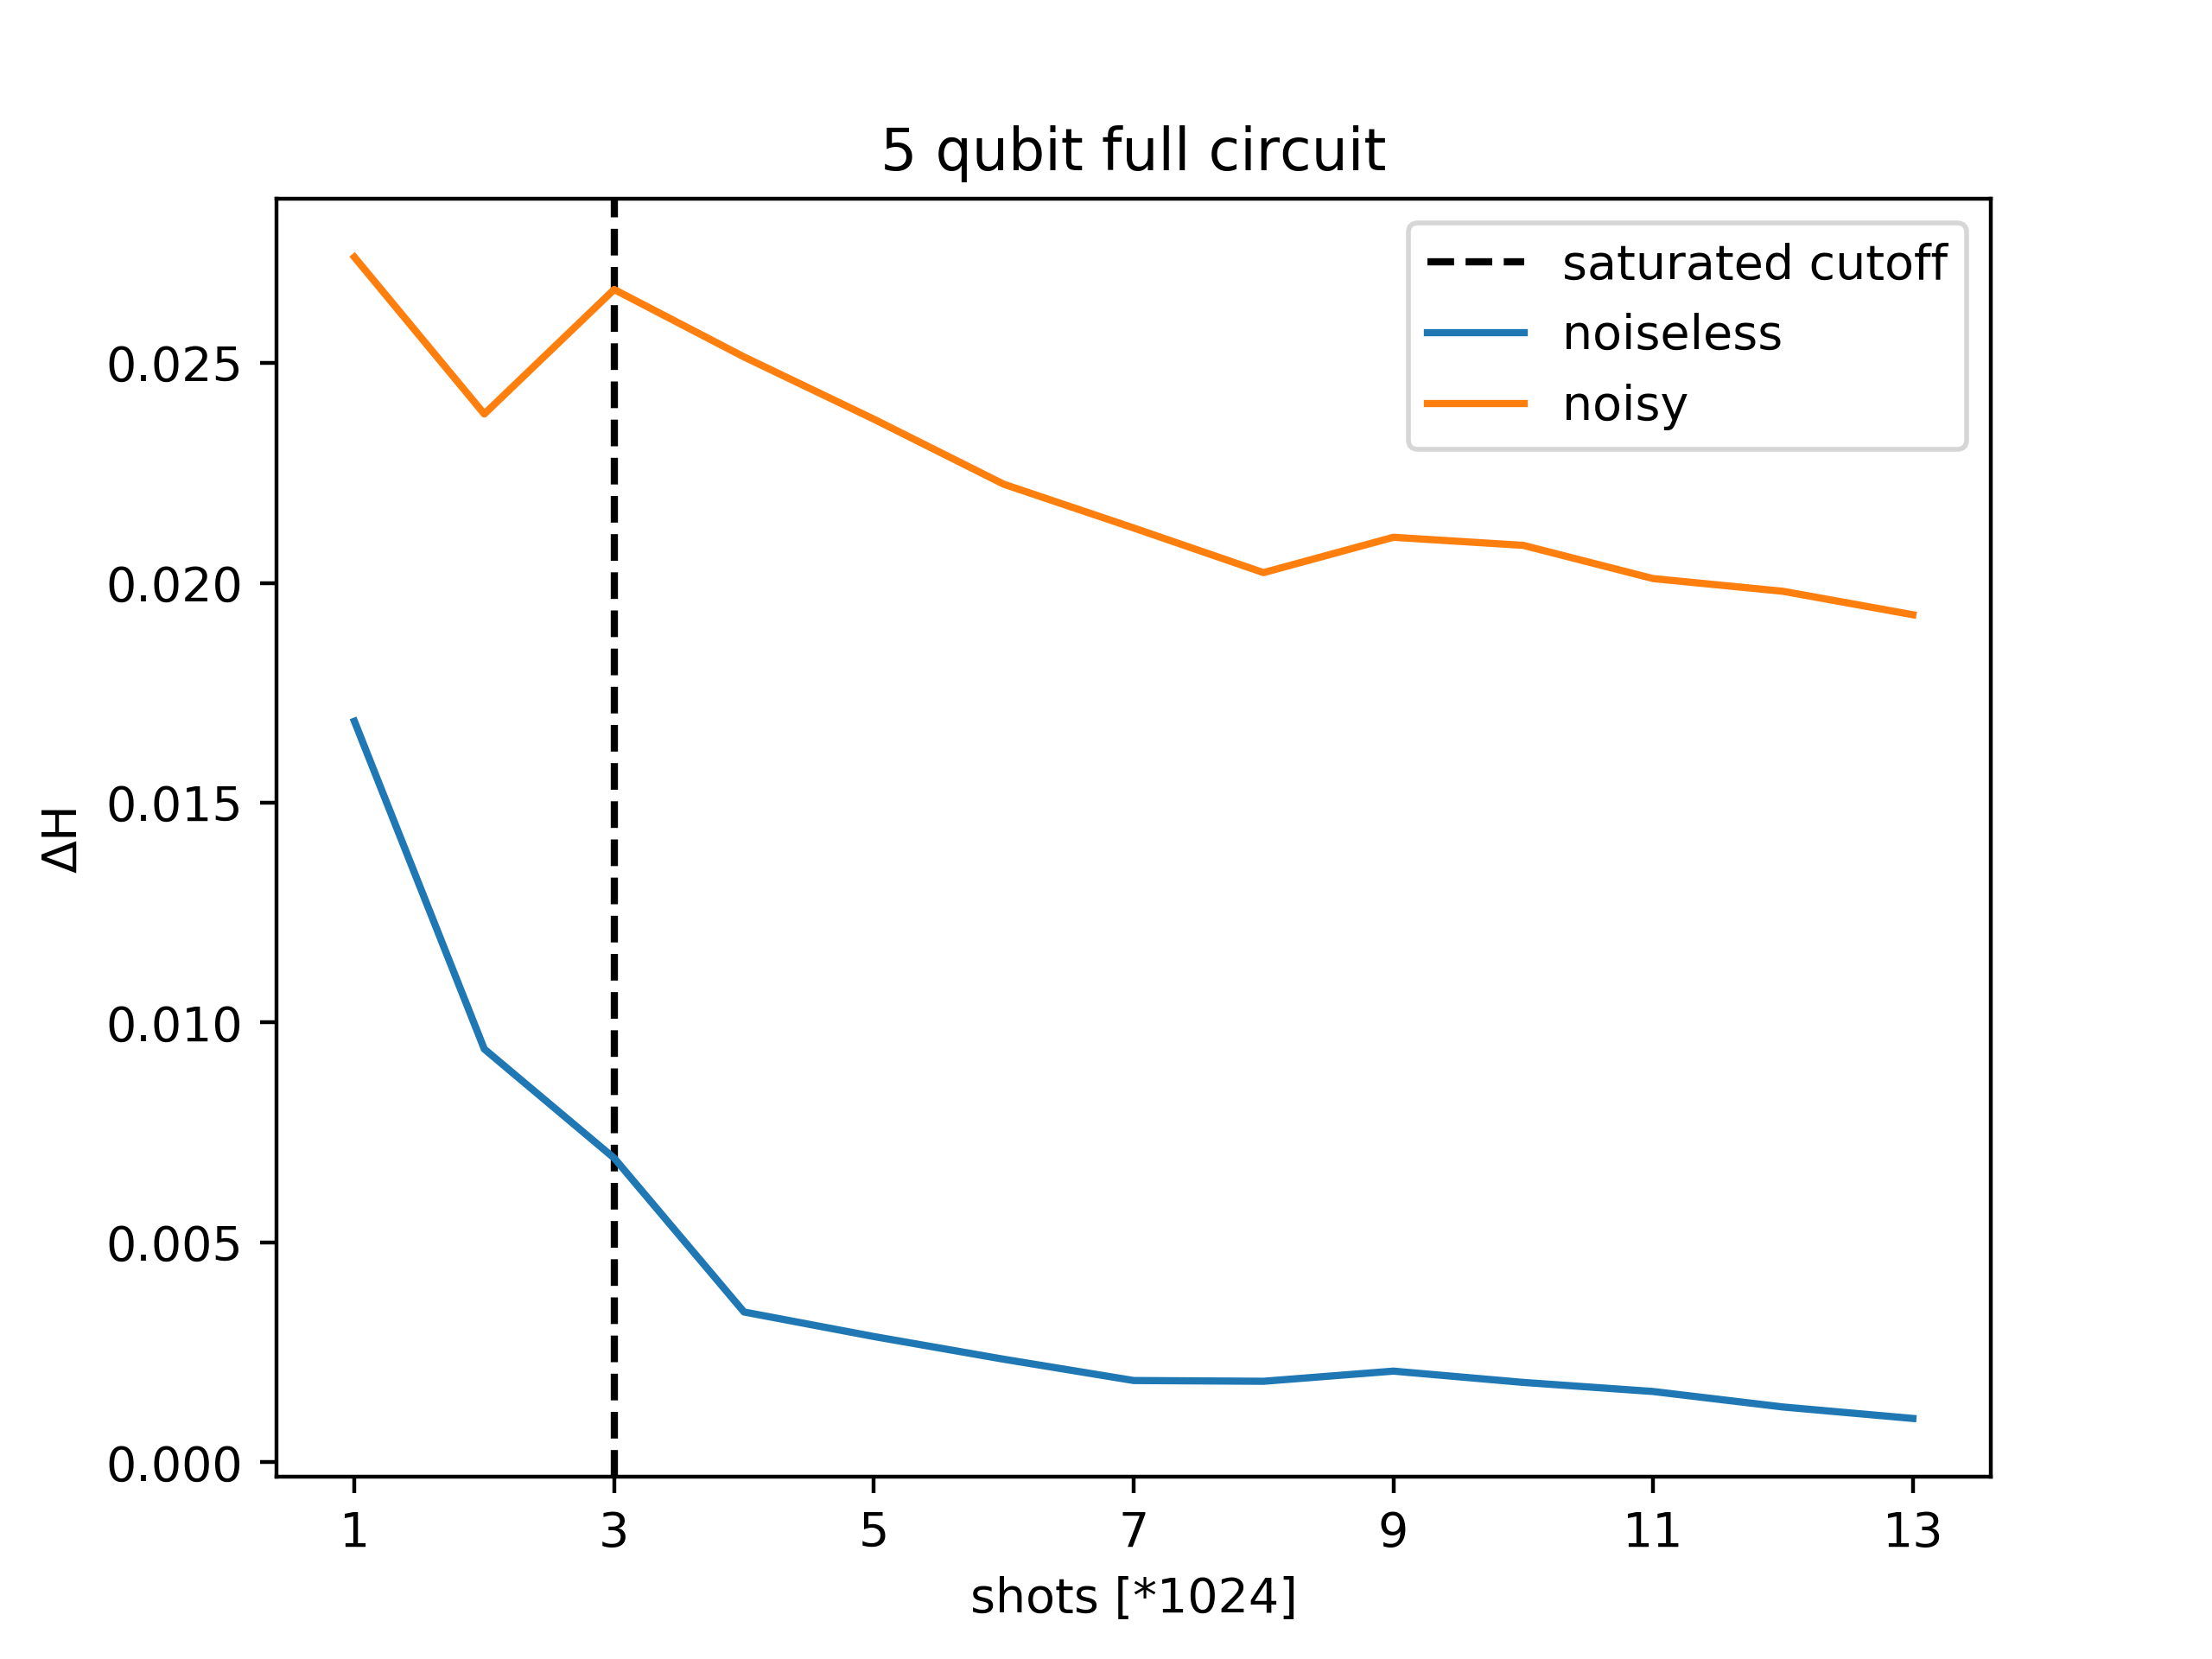 5 qubit full circuit
saturated cutoff
noiseless
noisy
ΔH
0.025
0.020
0.015
0.010
0.005
0.000
1 3 5 7 9 11 13
shots [*1024]